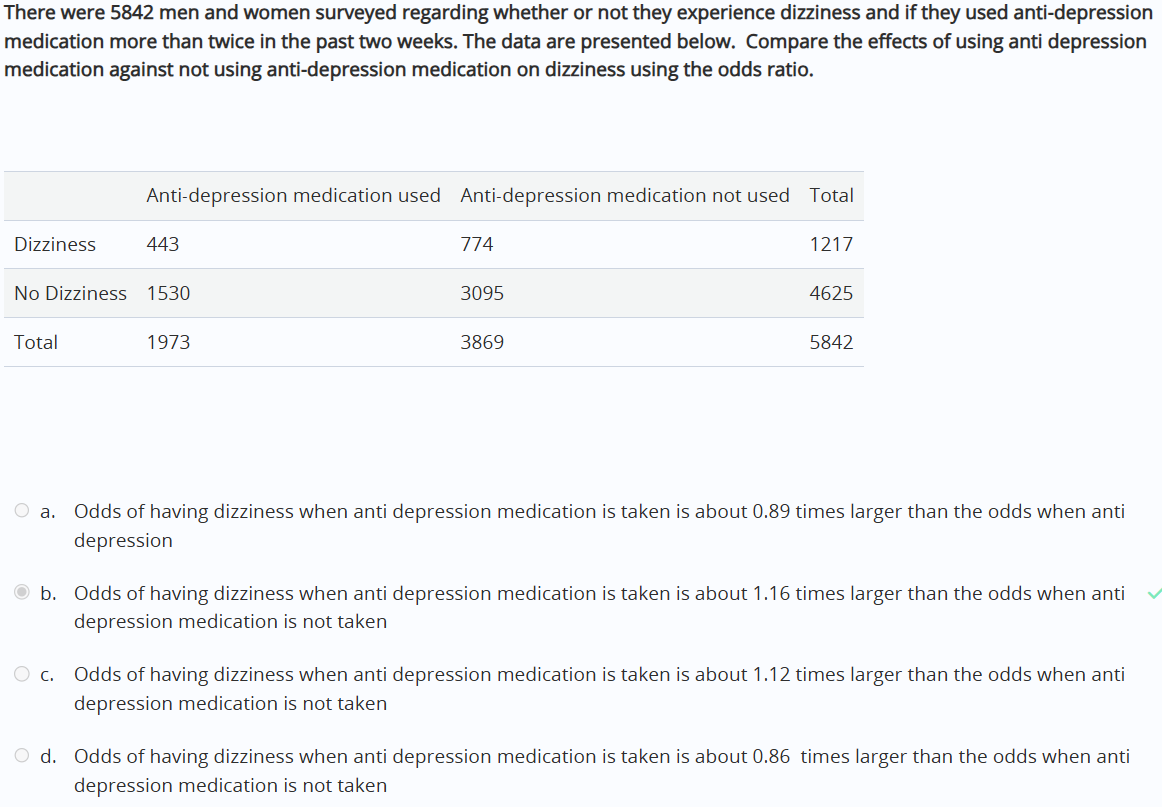 There were 5842 men and women surveyed regarding whether or not they experience dizziness and if they used anti-depression
medication more than twice in the past two weeks. The data are presented below.  Compare the effects of using anti depression
medication against not using anti-depression medication on dizziness using the odds ratio.
Anti-depression medication used Anti-depression medication not used Total
Dizziness 443 774 1217
No Dizziness 1530 3095 4625
Total 1973 3869 5842
a. Odds of having dizziness when anti depression medication is taken is about 0.89 times larger than the odds when anti
depression
b. Odds of having dizziness when anti depression medication is taken is about 1.16 times larger than the odds when anti
depression medication is not taken
c. Odds of having dizziness when anti depression medication is taken is about 1.12 times larger than the odds when anti
depression medication is not taken
d. Odds of having dizziness when anti depression medication is taken is about 0.86  times larger than the odds when anti
depression medication is not taken